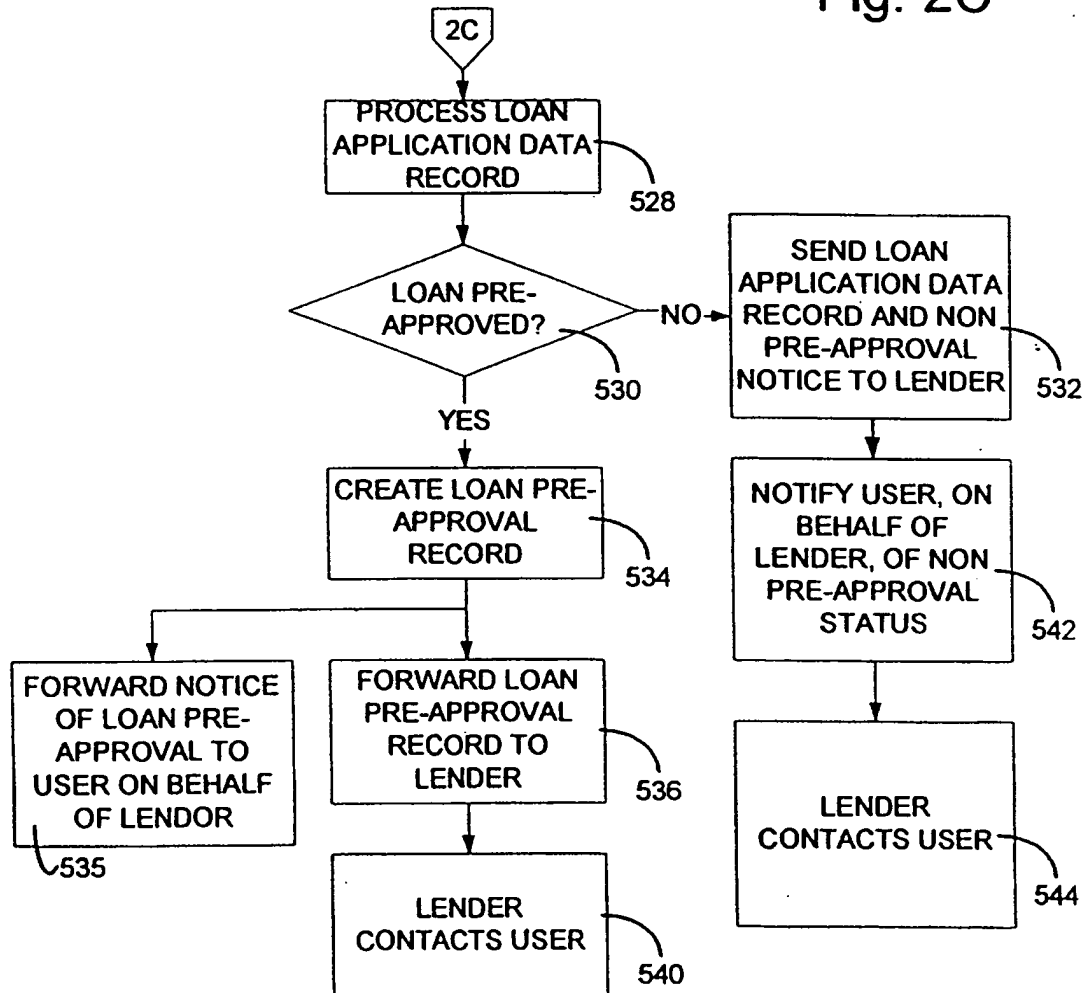 Fig. 2C
2C
PROCESS LOAN
APPLICATION DATA
RECORD
528
LOAN PRE-
APPROVED?
530
NO
YES
SEND LOAN
APPLICATION DATA
RECORD AND NON
PRE-APPROVAL
NOTICE TO LENDER
532
CREATE LOAN PRE-
APPROVAL
RECORD
534
NOTIFY USER, ON
BEHALF OF
LENDER, OF NON
PRE-APPROVAL
STATUS
542
FORWARD NOTICE
OF LOAN PRE-
APPROVAL TO
USER ON BEHALF
OF LENDOR
535
FORWARD LOAN
PRE-APPROVAL
RECORD TO
LENDER
536
LENDER
CONTACTS USER
544
LENDER
CONTACTS USER
540